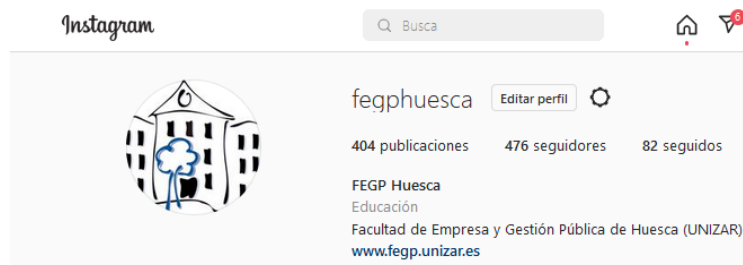 Instagram
Busca
6
fegphuesca Editar perfil
404 publicaciones 476 seguidores 82 seguidos
FEGP Huesca
Educación
Facultad de Empresa y Gestión Pública de Huesca (UNIZAR)
www.fegp.unizar.es